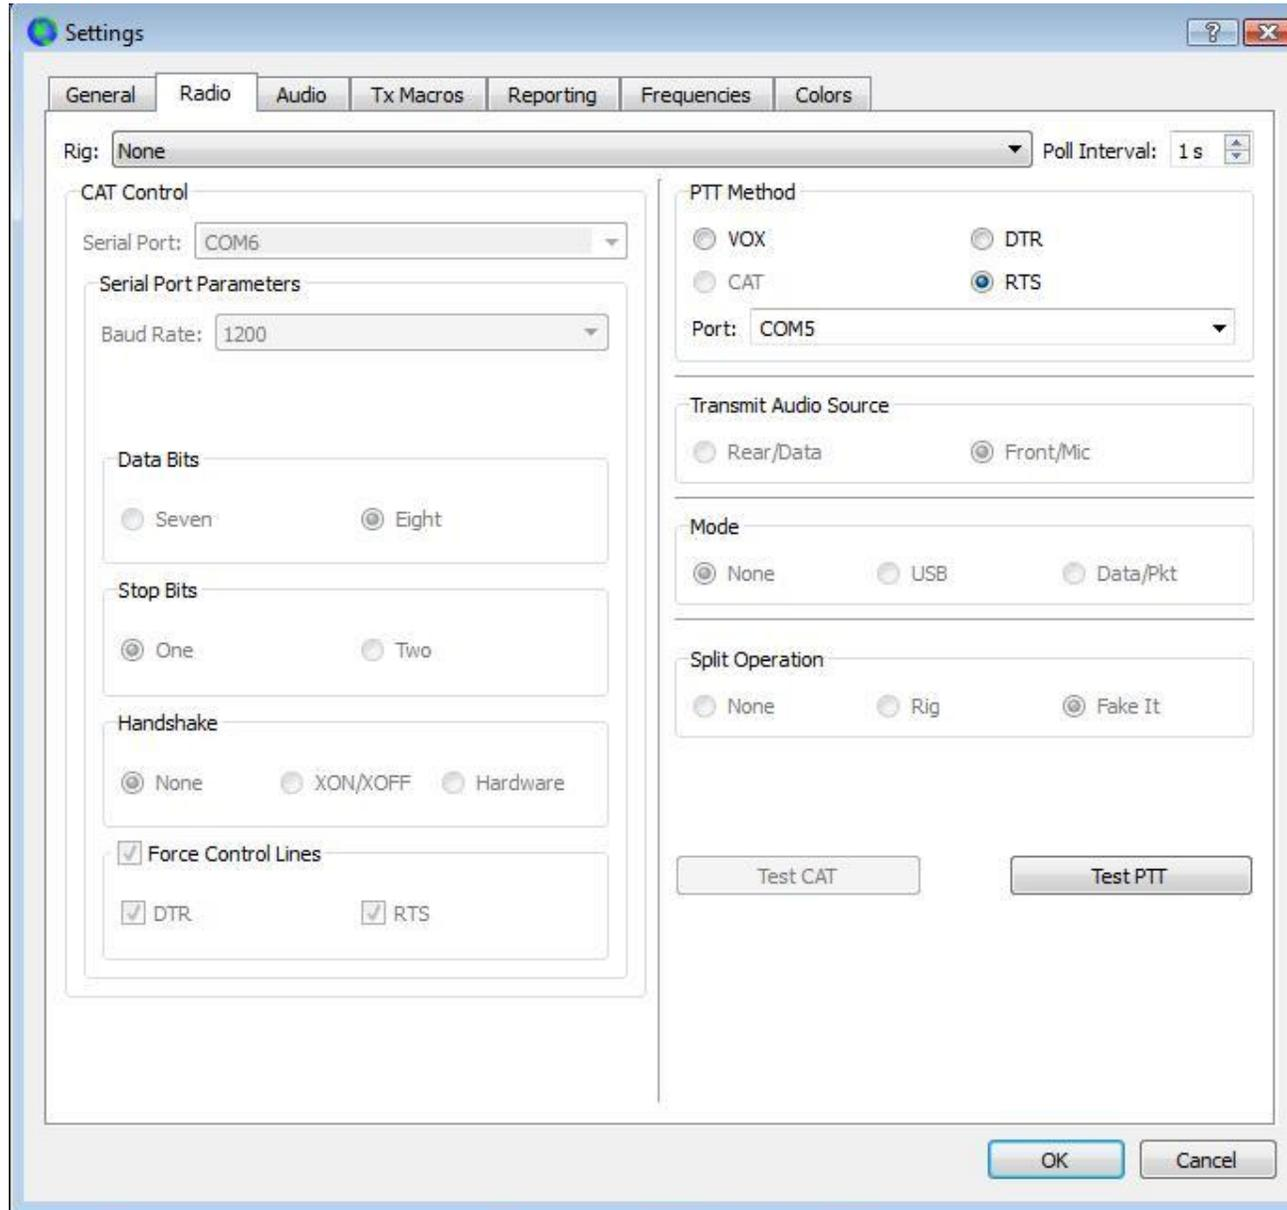 Settings
General Radio Audio Tx Macros Reporting Frequencies Colors
Rig: None Poll Interval: 1 s
CAT Control
Serial Port: COM6
Serial Port Parameters
Baud Rate: 1200
Data Bits
Seven Eight
Stop Bits
One Two
Handshake
None XON/XOFF Hardware
Force Control Lines
DTR RTS
PTT Method
VOX DTR
CAT RTS
Port: COM5
Transmit Audio Source
Rear/Data Front/Mic
Mode
None USB Data/Pkt
Split Operation
None Rig Fake It
Test CAT Test PTT
OK Cancel